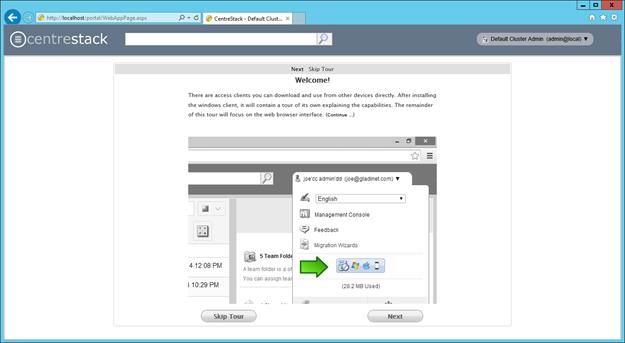 http://localhost/portal/WebAppPage.aspx
CentreStack - Default Cluster...
centrestack
Default Cluster Admin (admin@local) ▼
Next Skip Tour
Welcome!
There are access clients you can download and use from other devices directly. After installing
the windows client, it will contain a tour of its own explaining the capabilities. The remainder
of this tour will focus on the web browser interface. (Continue ...)
joe'cc admin'dd (joe@gladinet.com) ▼
English
Management Console
Feedback
Migration Wizards
5 Team Folder
A team folder is a sh
You can assign team
4 12:08 PM
4 10:29 PM
(28.2 MB Used)
Skip Tour
Next